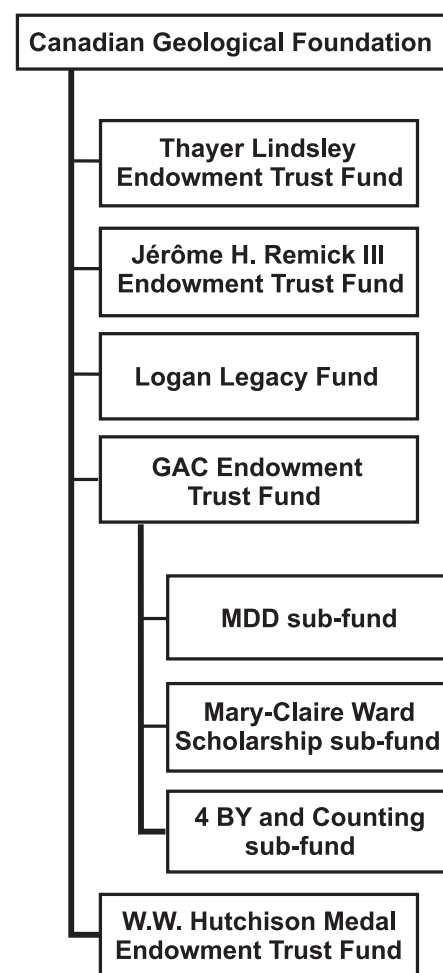 Canadian Geological Foundation
Thayer Lindsley
Endowment Trust Fund
Jérôme H. Remick III
Endowment Trust Fund
Logan Legacy Fund
GAC Endowment
Trust Fund
MDD sub-fund
Mary-Claire Ward
Scholarship sub-fund
4 BY and Counting
sub-fund
W.W. Hutchison Medal
Endowment Trust Fund